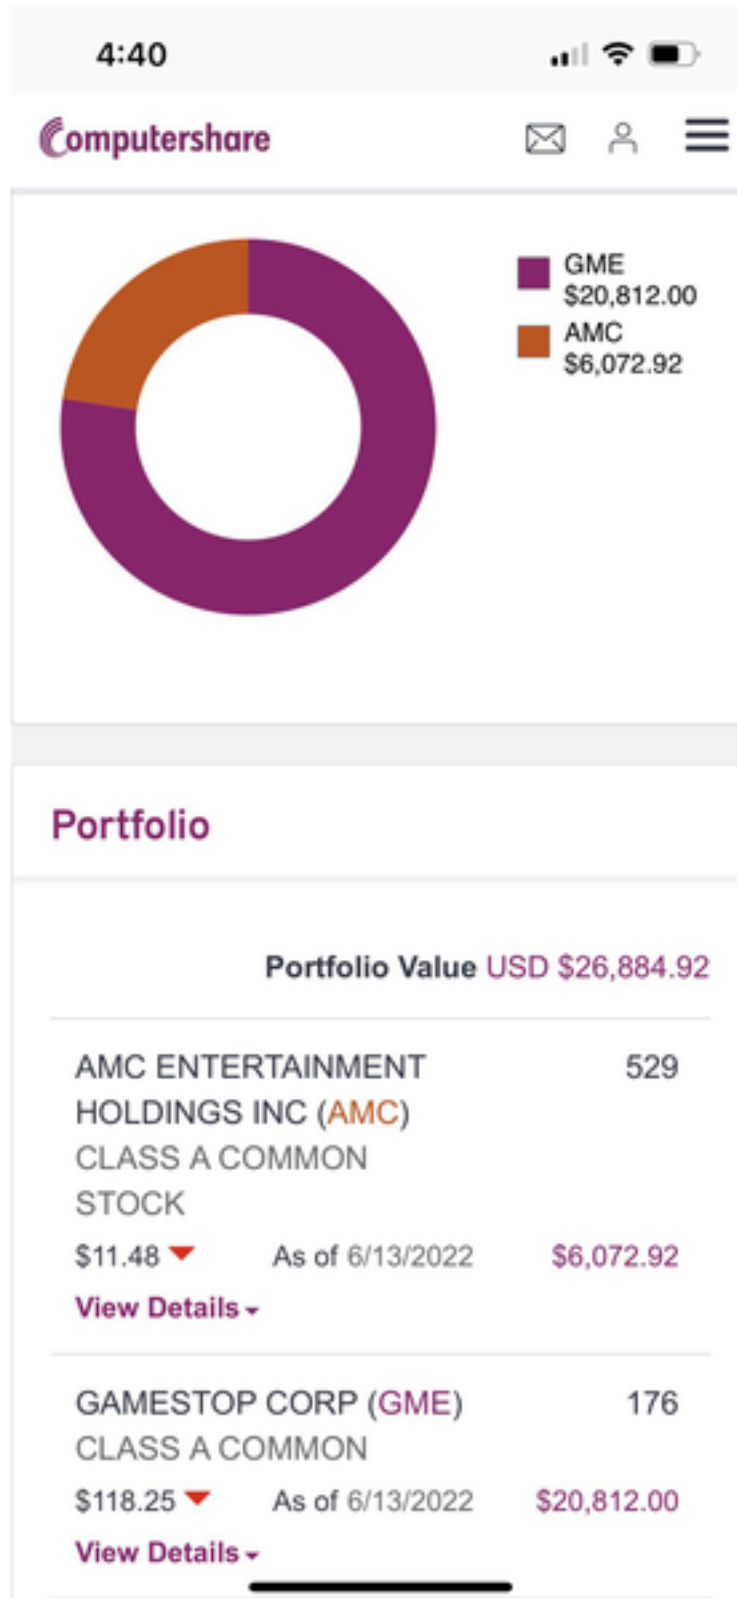 4:40
Computershare
GME
$20,812.00
AMC
$6,072.92
Portfolio
Portfolio Value USD $26,884.92
AMC ENTERTAINMENT 529
HOLDINGS INC (AMC)
CLASS A COMMON
STOCK
$11.48 As of 6/13/2022 $6,072.92
View Details
GAMESTOP CORP (GME) 176
CLASS A COMMON
$118.25 As of 6/13/2022 $20,812.00
View Details